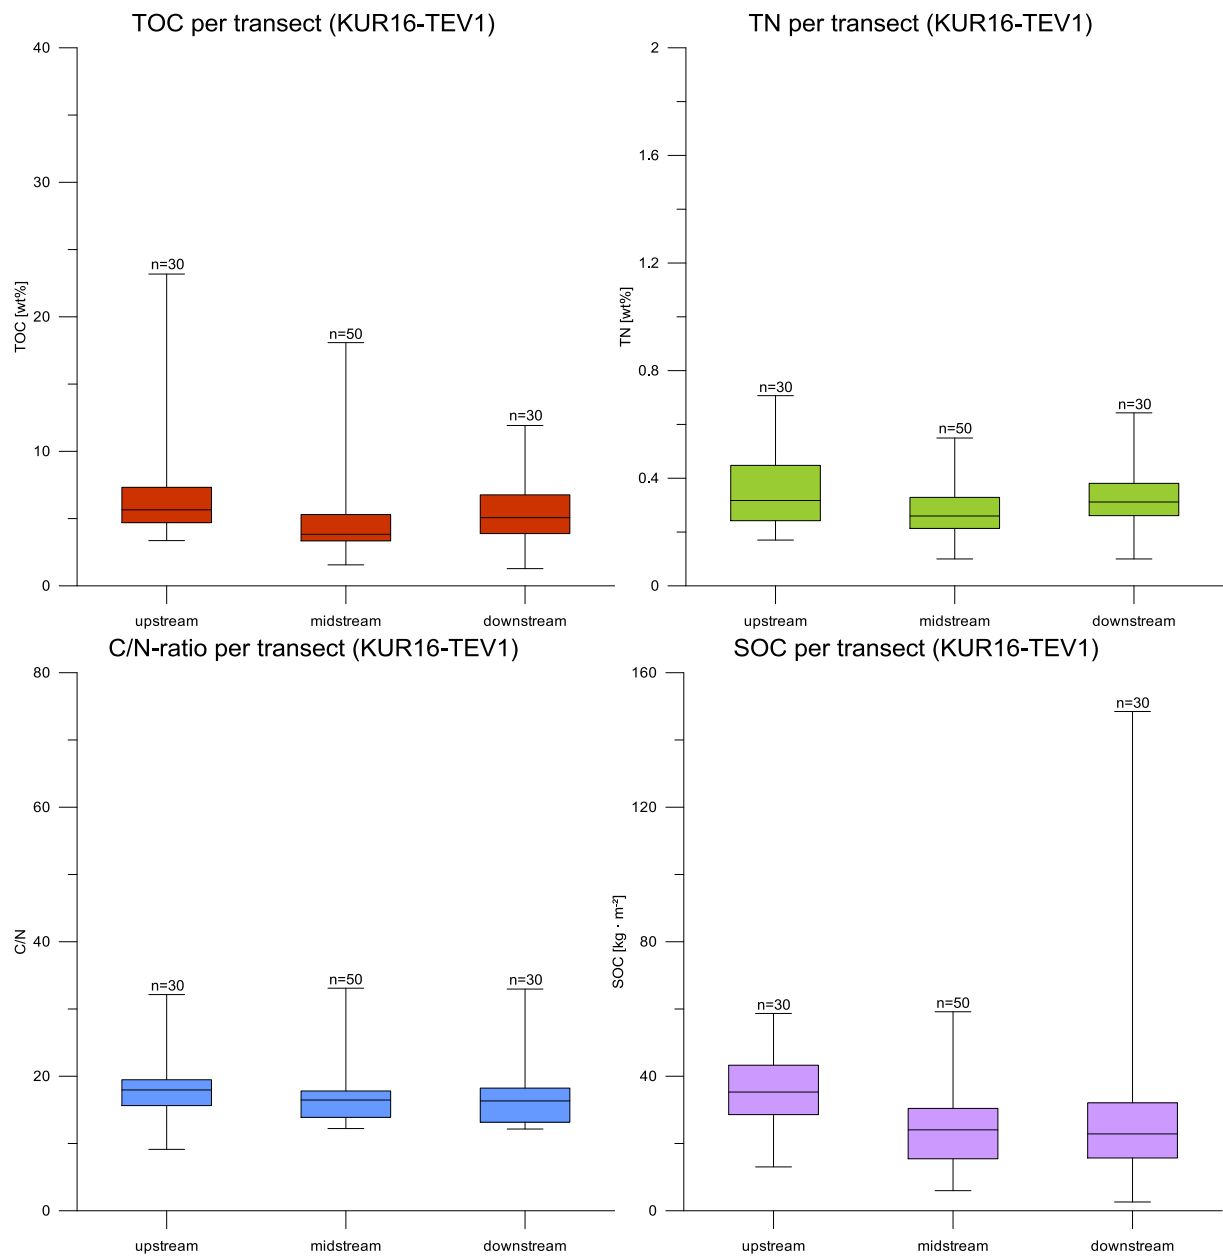 TOC per transect (KUR16-TEV1)
40
30
20
10
0
TOC [wt%]
n=30
n=50
n=30
upstream
midstream
downstream
TN per transect (KUR16-TEV1)
2
1.6
1.2
0.8
0.4
0
TN [wt%]
n=30
n=50
n=30
upstream
midstream
downstream
C/N-ratio per transect (KUR16-TEV1)
80
60
40
20
0
C/N
n=30
n=50
n=30
upstream
midstream
downstream
SOC per transect (KUR16-TEV1)
160
120
80
40
0
SOC [kg · m⁻²]
n=30
n=50
n=30
upstream
midstream
downstream